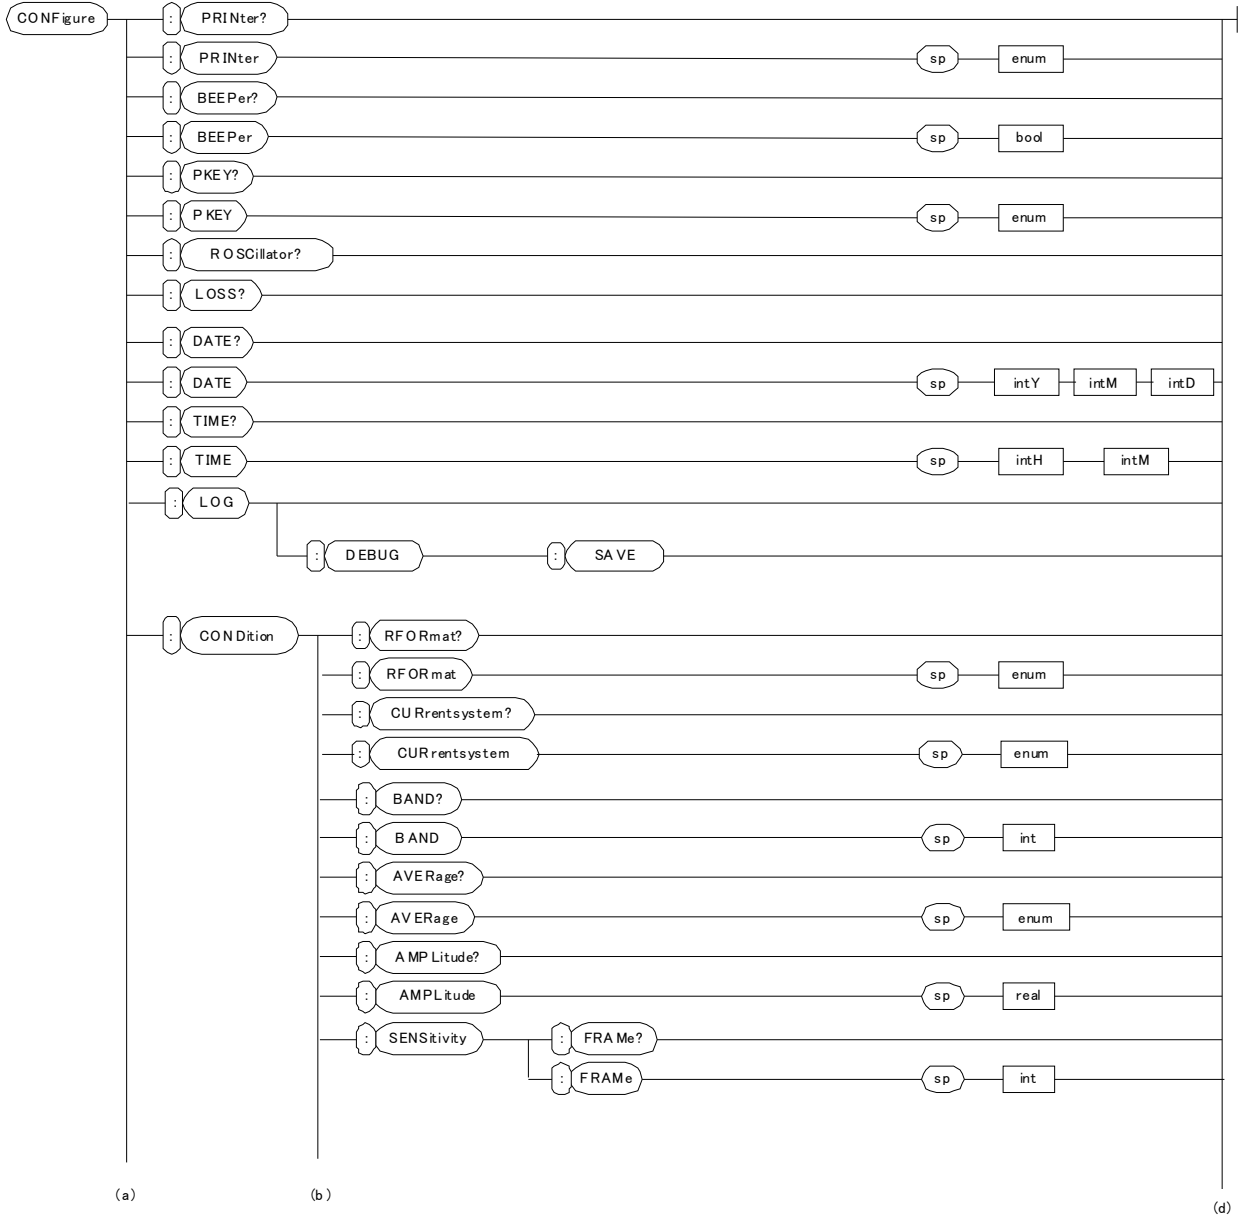 CONFigure : PRINter?
: PRINter sp enum
: BEEPer?
: BEEPer sp bool
: PKEY?
: PKEY sp enum
: ROSCillator?
: LOSS?
: DATE?
: DATE sp intY intM intD
: TIME?
: TIME sp intH intM
: LOG
: DEBUG : SAVE
: CONDition : RFORmat?
: RFORmat sp enum
: CURrentsystem?
: CURrentsystem sp enum
: BAND?
: BAND sp int
: AVERage?
: AVERage sp enum
: AMPLitude?
: AMPLitude sp real
: SENSitivity : FRAMe?
: FRAMe sp int
(a) (b) (d)